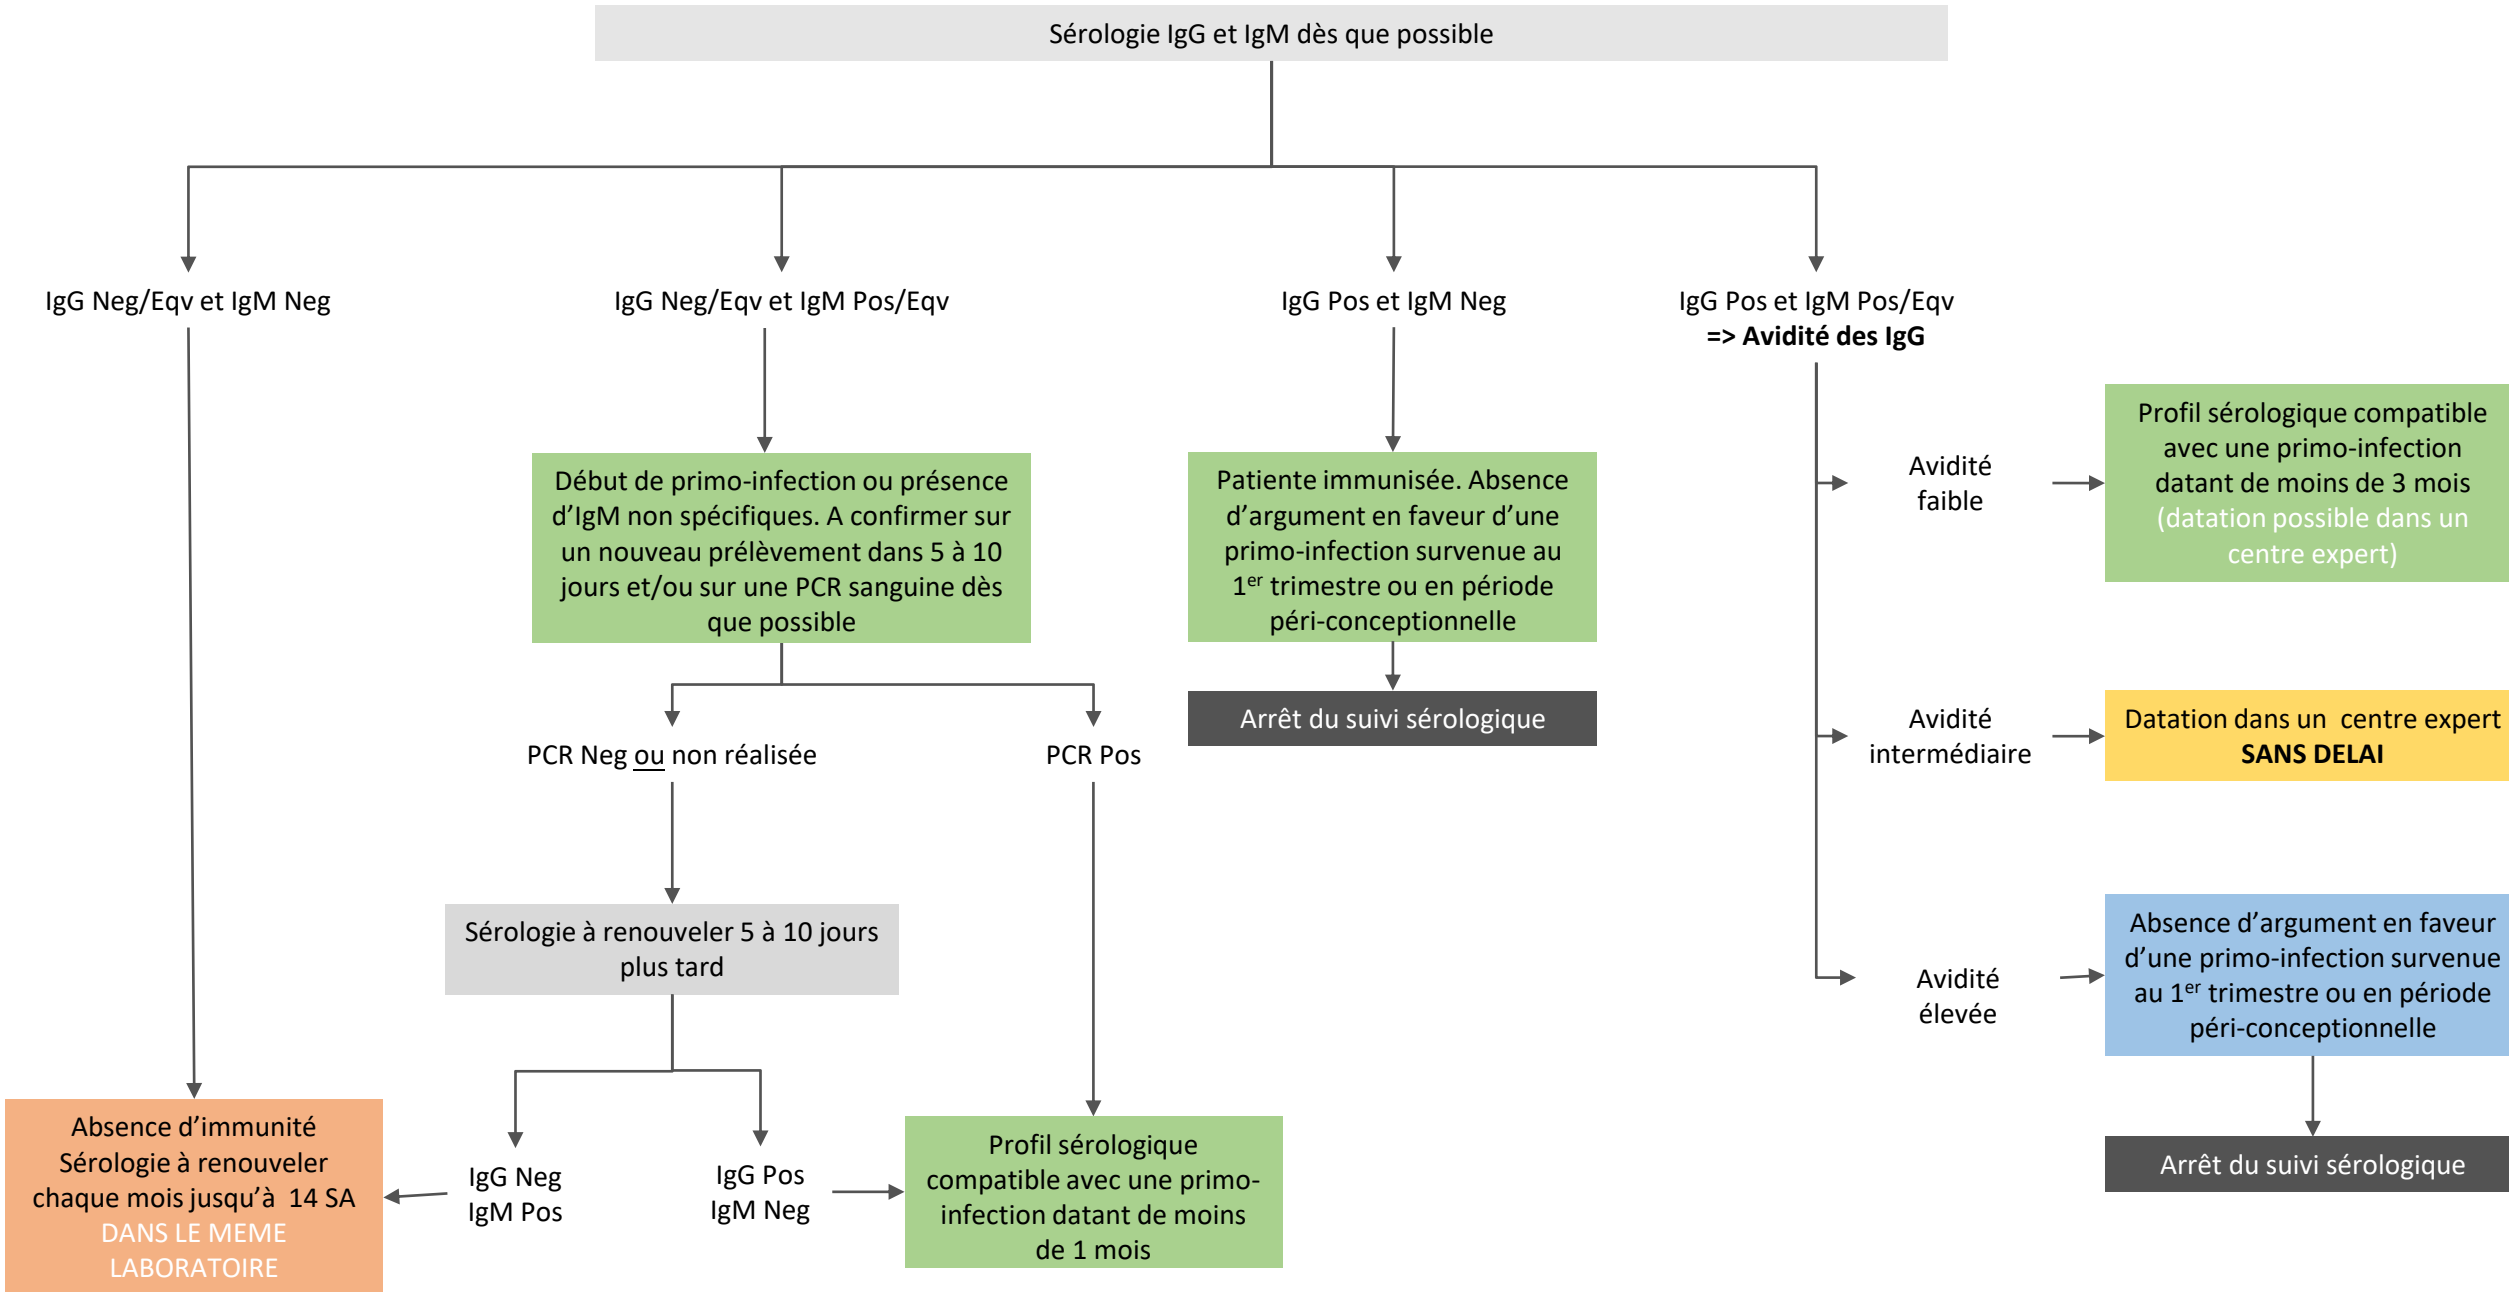 Sérologie IgG et IgM dès que possible
IgG Neg/Eqv et IgM Neg
IgG Neg/Eqv et IgM Pos/Eqv
IgG Pos et IgM Neg
IgG Pos et IgM Pos/Eqv
=> Avidité des IgG
Début de primo-infection ou présence
d’IgM non spécifiques. A confirmer sur
un nouveau prélèvement dans 5 à 10
jours et/ou sur une PCR sanguine dès
que possible
Patiente immunisée. Absence
d’argument en faveur d’une
primo-infection survenue au
1er trimestre ou en période
péri-conceptionnelle
Arrêt du suivi sérologique
Avidité
faible
Profil sérologique compatible
avec une primo-infection
datant de moins de 3 mois
(datation possible dans un
centre expert)
Avidité
intermédiaire
Datation dans un centre expert
SANS DELAI
Avidité
élevée
Absence d’argument en faveur
d’une primo-infection survenue
au 1er trimestre ou en période
péri-conceptionnelle
Arrêt du suivi sérologique
PCR Neg ou non réalisée
PCR Pos
Sérologie à renouveler 5 à 10 jours
plus tard
IgG Neg
IgM Pos
IgG Pos
IgM Neg
Absence d’immunité
Sérologie à renouveler
chaque mois jusqu’à 14 SA
DANS LE MEME
LABORATOIRE
Profil sérologique
compatible avec une primo-
infection datant de moins
de 1 mois